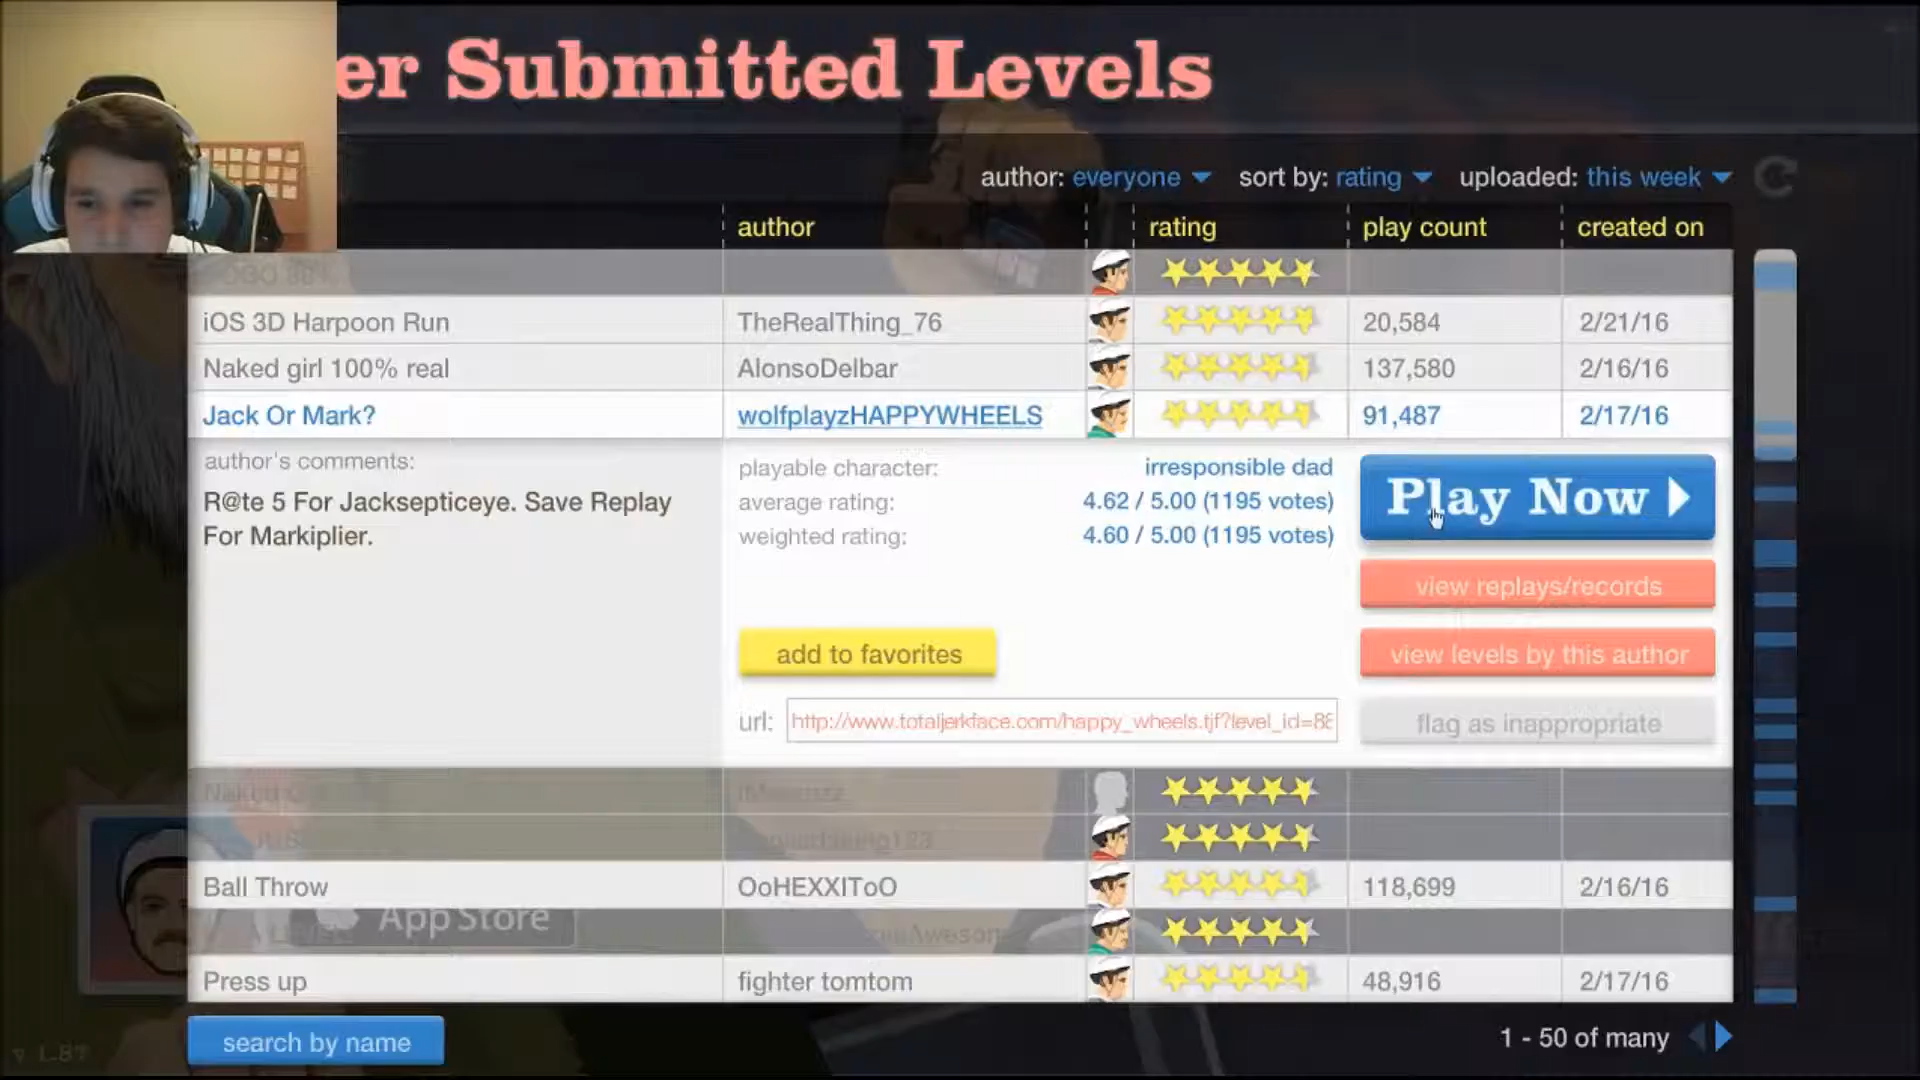 er Submitted Levels
author: everyone sort by: rating uploaded: this week
author rating play count created on
iOS 3D Harpoon Run TheRealThing_76 20,584 2/21/16
Naked girl 100% real AlonsoDelbar 137,580 2/16/16
Jack Or Mark? wolfplayzHAPPYWHEELS 91,487 2/17/16
author's comments:
R@te 5 For Jacksepticeye. Save Replay
For Markiplier.
playable character: irresponsible dad
average rating: 4.62 / 5.00 (1195 votes)
weighted rating: 4.60 / 5.00 (1195 votes)
Play Now
view replays/records
add to favorites
view levels by this author
url: http://www.totaljerkface.com/happy_wheels.tjf?level_id=88
flag as inappropriate
Ball Throw OoHEXXIToO 118,699 2/16/16
App Store
Press up fighter tomtom 48,916 2/17/16
search by name
1 - 50 of many
v 1.87